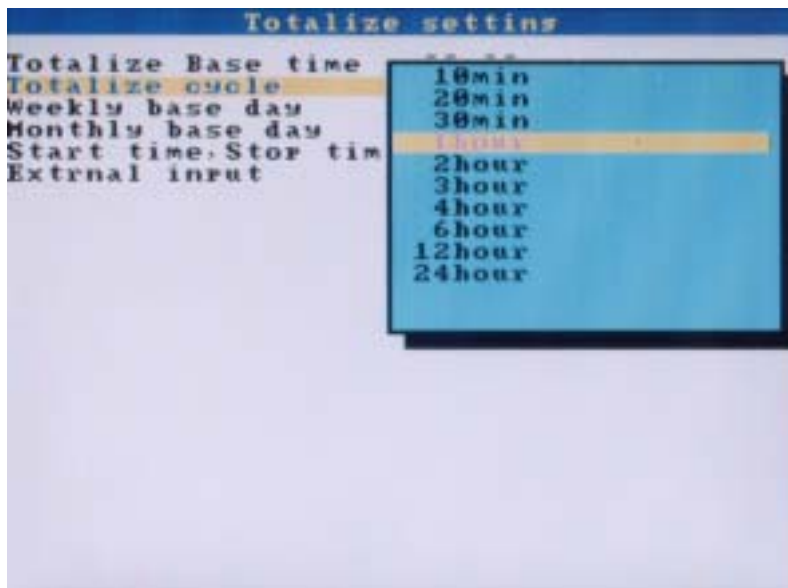 Totalize setting
Totalize Base time
Totalize cycle
Weekly base day
Monthly base day
Start time,Stop tim
Extrnal input
10min
20min
30min
1hour
2hour
3hour
4hour
6hour
12hour
24hour